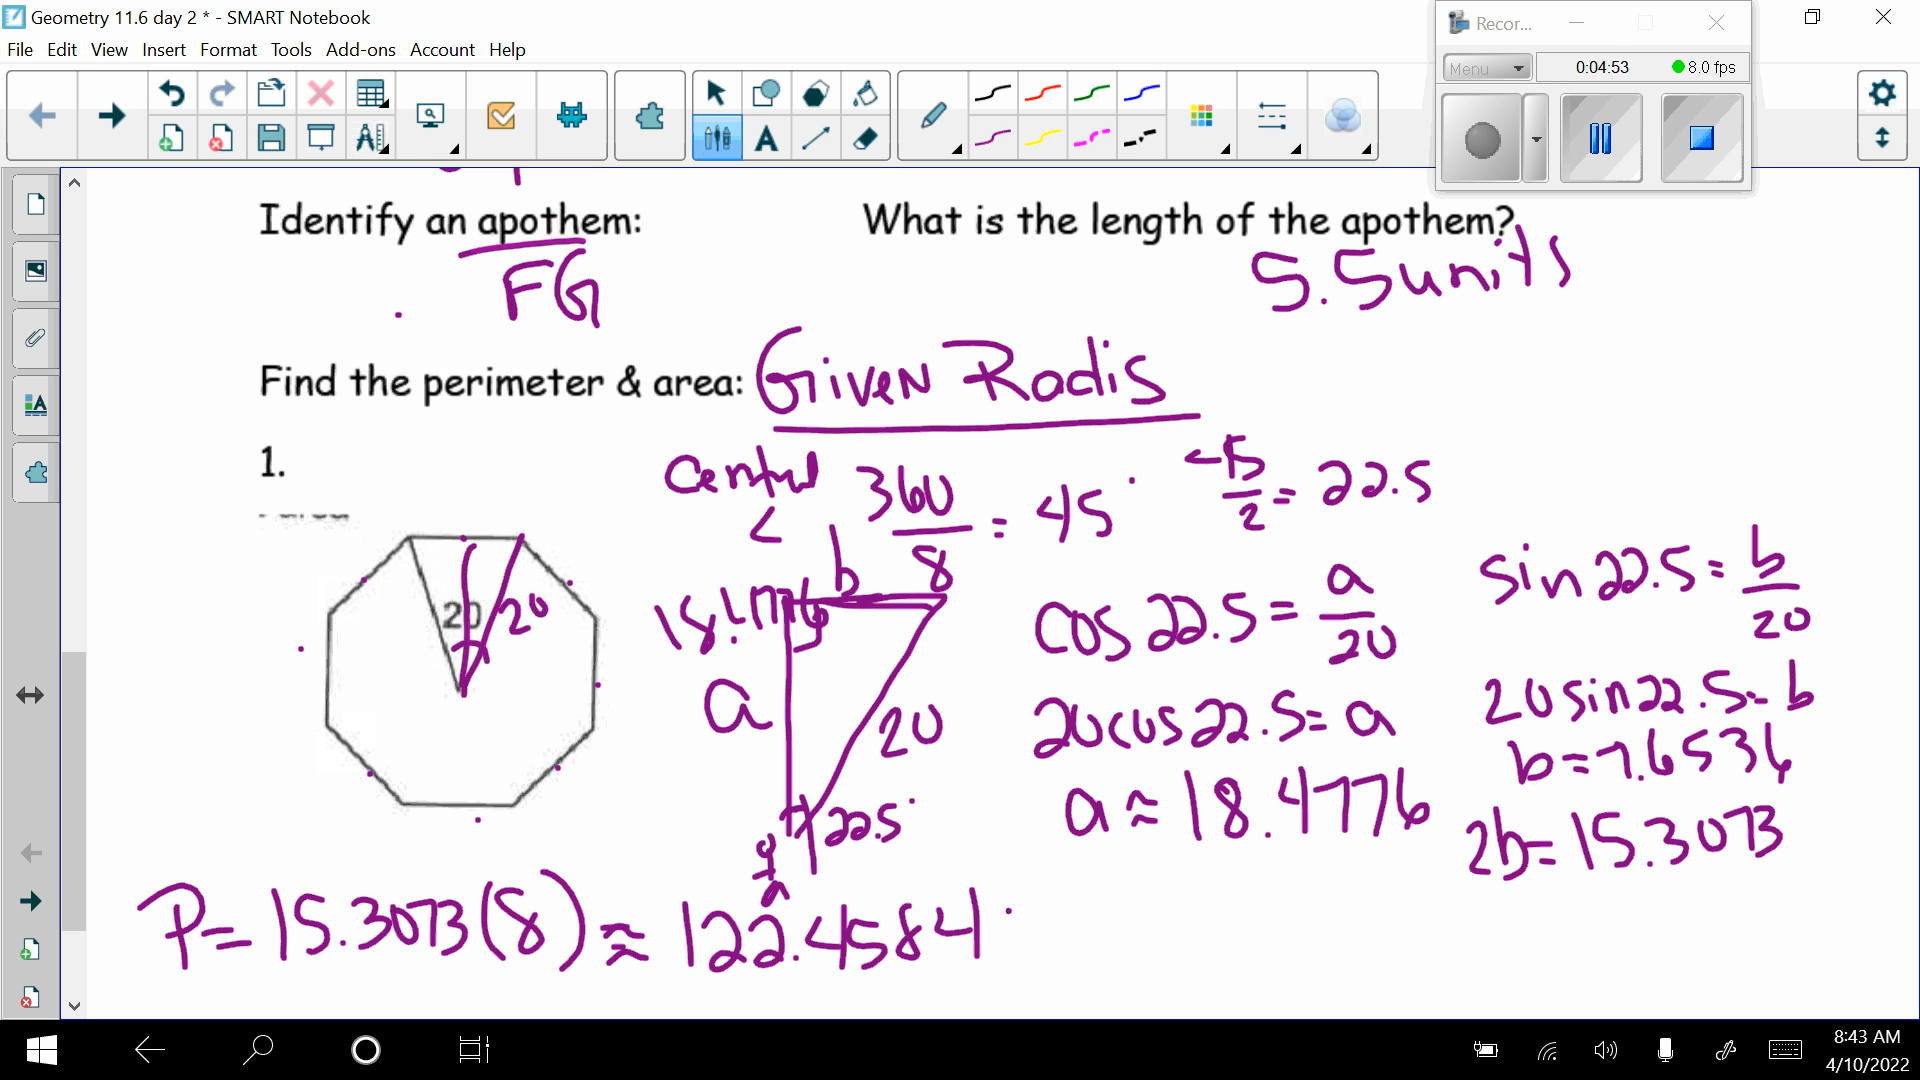 Geometry 11.6 day 2 * - SMART Notebook
Recor...
File Edit View Insert Format Tools Add-ons Account Help
Menu
0:04:53
8.0 fps
Identify an apothem:
What is the length of the apothem?
FG
5.5units
Find the perimeter & area:
GiveN Radis
1.
Central <
360/8 = 45°
<45/2 = 22.5
20
20
b
18.4776
a
20
22.5°
cos 22.5 = a/20
20cos22.5 = a
a ≈ 18.4776
sin 22.5 = b/20
20sin22.5 = b
b = 7.6536
2b = 15.3073
P = 15.3073(8) ≈ 122.4584
8:43 AM
4/10/2022